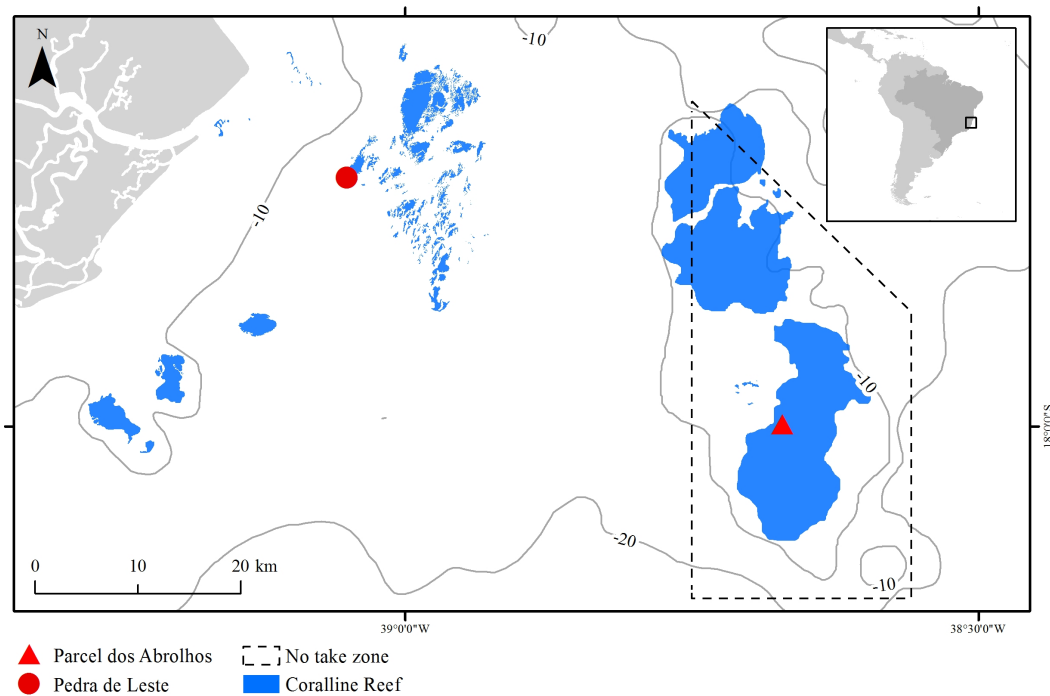 N
-10
-10
-10
-20
-10
18°0'0"S
0 10 20 km
39°0'0"W
38°30'0"W
Parcel dos Abrolhos
No take zone
Pedra de Leste
Coralline Reef